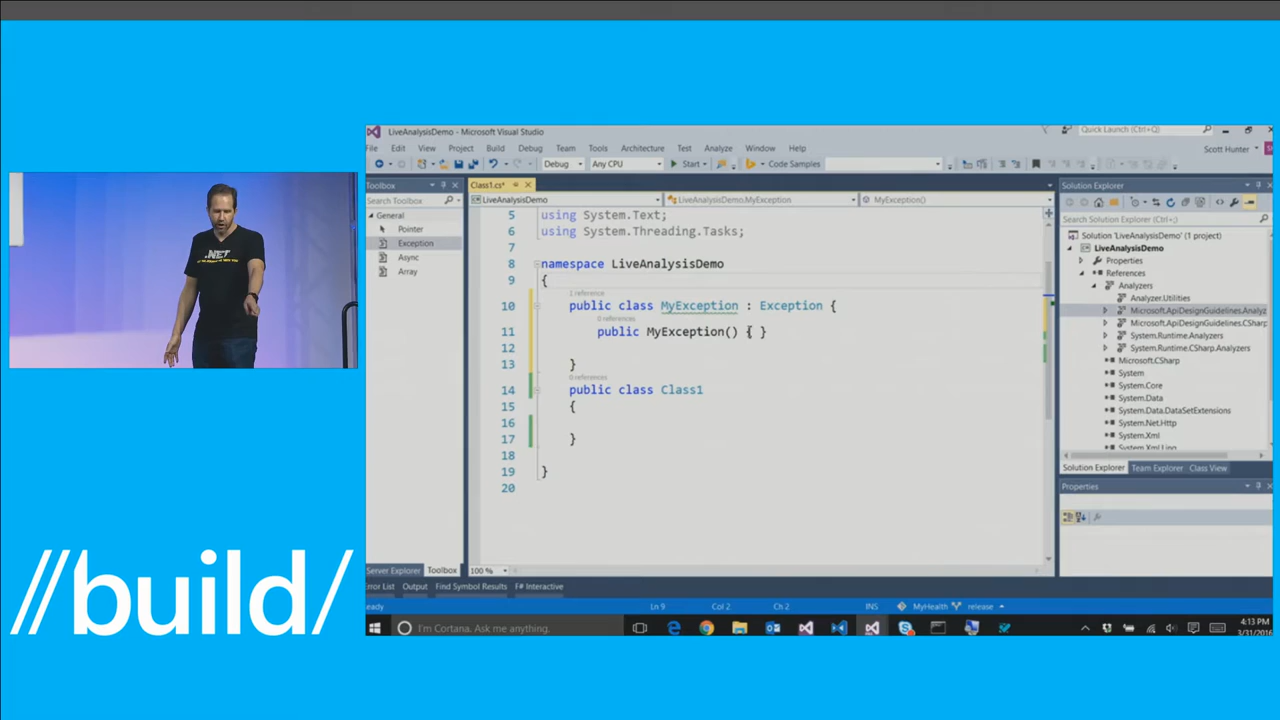 .NET
//build/
LiveAnalysisDemo - Microsoft Visual Studio
Quick Launch (Ctrl+Q)
File Edit View Project Build Debug Team Tools Architecture Test Analyze Window Help
Scott Hunter
Debug Any CPU Start Code Samples
Toolbox
Search Toolbox
General
Pointer
Exception
Async
Array
Class1.cs*
LiveAnalysisDemo LiveAnalysisDemo.MyException MyException()
5 using System.Text;
6 using System.Threading.Tasks;
7
8 namespace LiveAnalysisDemo
9 {
1 reference
10 public class MyException : Exception {
0 references
11 public MyException() { }
12
13 }
0 references
14 public class Class1
15 {
16
17 }
18
19 }
20
100 %
Solution Explorer
Search Solution Explorer (Ctrl+;)
Solution 'LiveAnalysisDemo' (1 project)
LiveAnalysisDemo
Properties
References
Analyzers
Analyzer.Utilities
Microsoft.ApiDesignGuidelines.Analyz
Microsoft.ApiDesignGuidelines.CSharp
System.Runtime.Analyzers
System.Runtime.CSharp.Analyzers
Microsoft.CSharp
System
System.Core
System.Data
System.Data.DataSetExtensions
System.Net.Http
System.Xml
System.Xml.Linq
Solution Explorer Team Explorer Class View
Properties
Server Explorer Toolbox
Error List Output Find Symbol Results F# Interactive
eady Ln 9 Col 2 Ch 2 INS MyHealth release
I'm Cortana. Ask me anything.
4:13 PM
3/31/2016